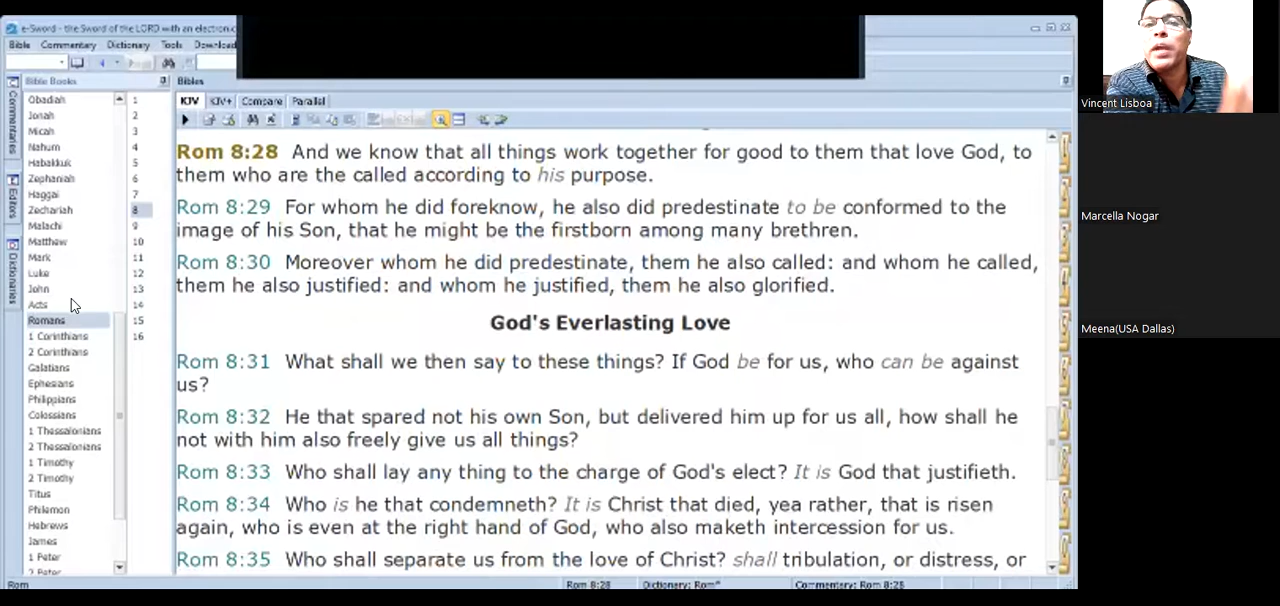 e-Sword - the Sword of the LORD with an election.c
Bible Commentary Dictionary Tools Download
Bible Books
Bibles
KJV KJV+ Compare Parallel
Commentaries
Editors
Dictionaries
Obadiah
Jonah
Micah
Nahum
Habakkuk
Zephaniah
Haggai
Zechariah
Malachi
Matthew
Mark
Luke
John
Acts
Romans
1 Corinthians
2 Corinthians
Galatians
Ephesians
Philippians
Colossians
1 Thessalonians
2 Thessalonians
1 Timothy
2 Timothy
Titus
Philemon
Hebrews
James
1 Peter
2 Peter
1
2
3
4
5
6
7
8
9
10
11
12
13
14
15
16
Rom 8:28 And we know that all things work together for good to them that love God, to
them who are the called according to his purpose.
Rom 8:29 For whom he did foreknow, he also did predestinate to be conformed to the
image of his Son, that he might be the firstborn among many brethren.
Rom 8:30 Moreover whom he did predestinate, them he also called: and whom he called,
them he also justified: and whom he justified, them he also glorified.
God's Everlasting Love
Rom 8:31 What shall we then say to these things? If God be for us, who can be against
us?
Rom 8:32 He that spared not his own Son, but delivered him up for us all, how shall he
not with him also freely give us all things?
Rom 8:33 Who shall lay any thing to the charge of God's elect? It is God that justifieth.
Rom 8:34 Who is he that condemneth? It is Christ that died, yea rather, that is risen
again, who is even at the right hand of God, who also maketh intercession for us.
Rom 8:35 Who shall separate us from the love of Christ? shall tribulation, or distress, or
Rom
Rom 8:28
Dictionary: Rom*
Commentary: Rom 8:28
Vincent Lisboa
Marcella Nogar
Meena(USA Dallas)